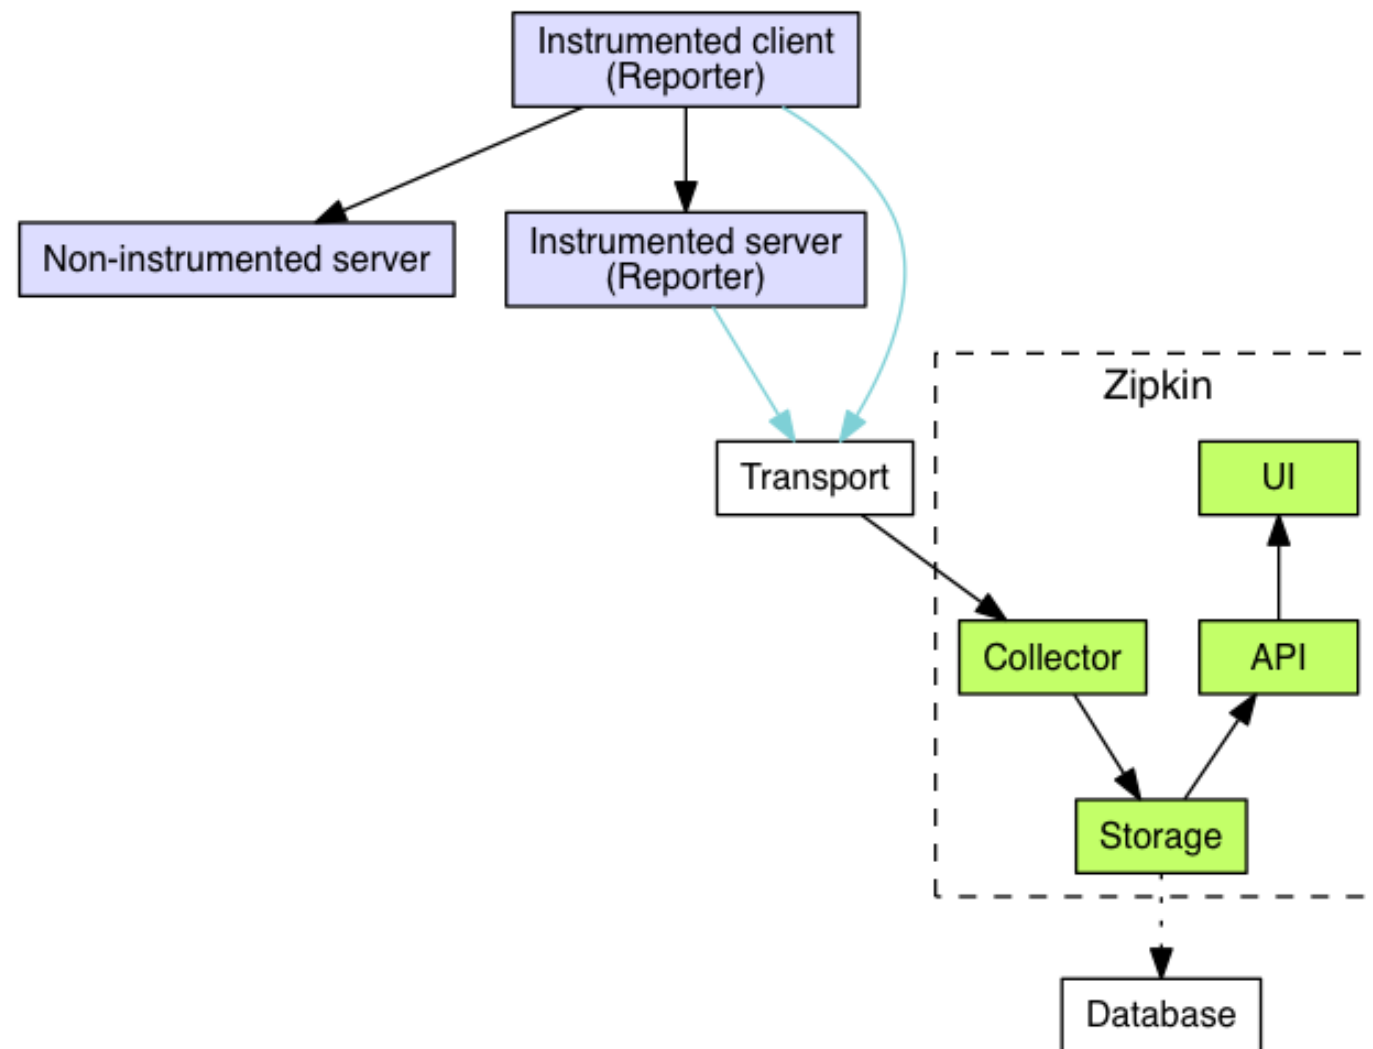 Instrumented client
(Reporter)
Non-instrumented server
Instrumented server
(Reporter)
Zipkin
Transport
UI
Collector
API
Storage
Database